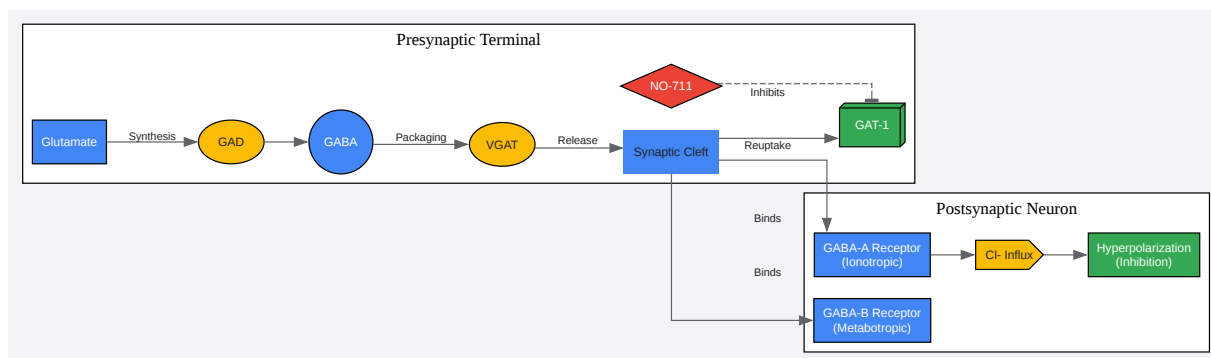 Presynaptic Terminal
NO-711
Inhibits
GAT-1
Glutamate
Synthesis
GAD
GABA
Packaging
VGAT
Release
Synaptic Cleft
Reuptake
Postsynaptic Neuron
Binds
GABA-A Receptor
(Ionotropic)
Cl- Influx
Hyperpolarization
(Inhibition)
Binds
GABA-B Receptor
(Metabotropic)